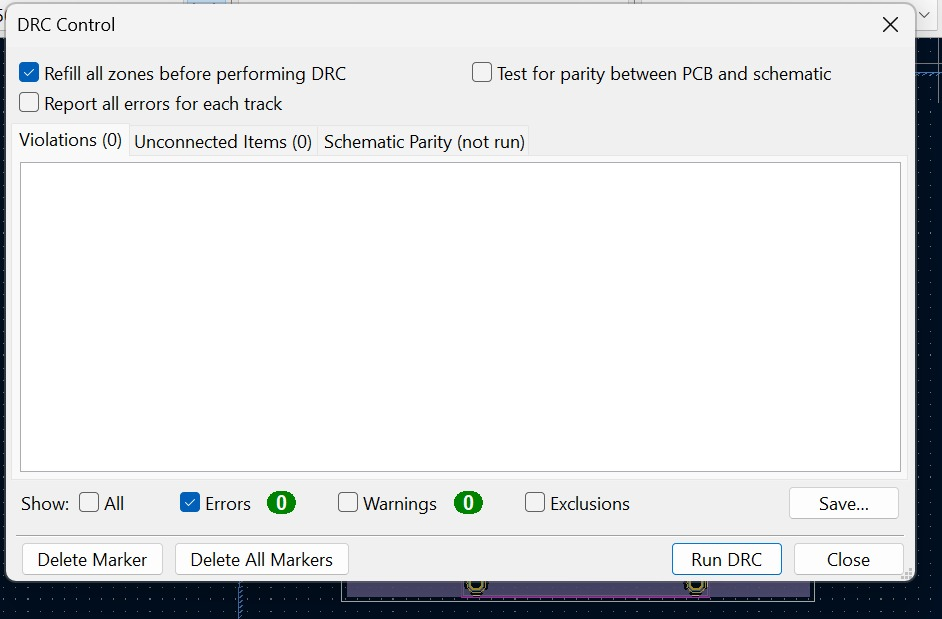 DRC Control
Refill all zones before performing DRC
Test for parity between PCB and schematic
Report all errors for each track
Violations (0) Unconnected Items (0) Schematic Parity (not run)
Show: All Errors 0 Warnings 0 Exclusions Save...
Delete Marker Delete All Markers Run DRC Close